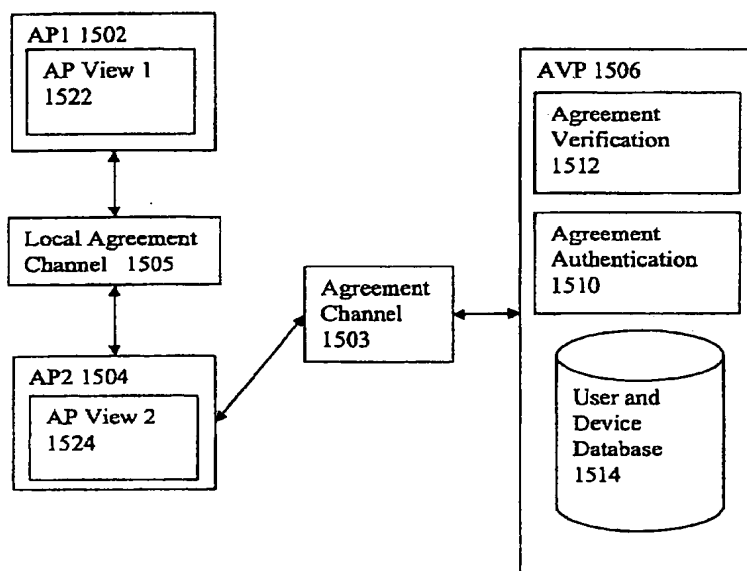 AP1 1502
AP View 1
1522
Local Agreement
Channel 1505
AP2 1504
AP View 2
1524
Agreement
Channel
1503
AVP 1506
Agreement
Verification
1512
Agreement
Authentication
1510
User and
Device
Database
1514